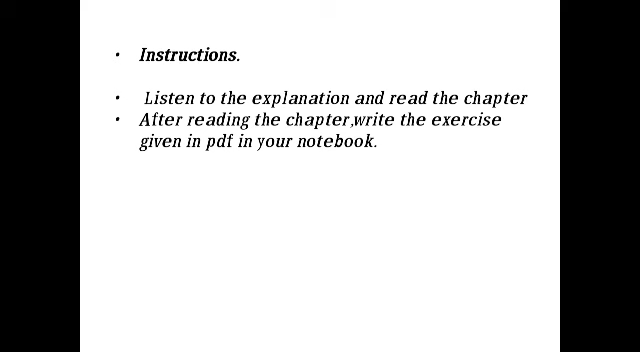 • Instructions.
• Listen to the explanation and read the chapter
• After reading the chapter,write the exercise
given in pdf in your notebook.